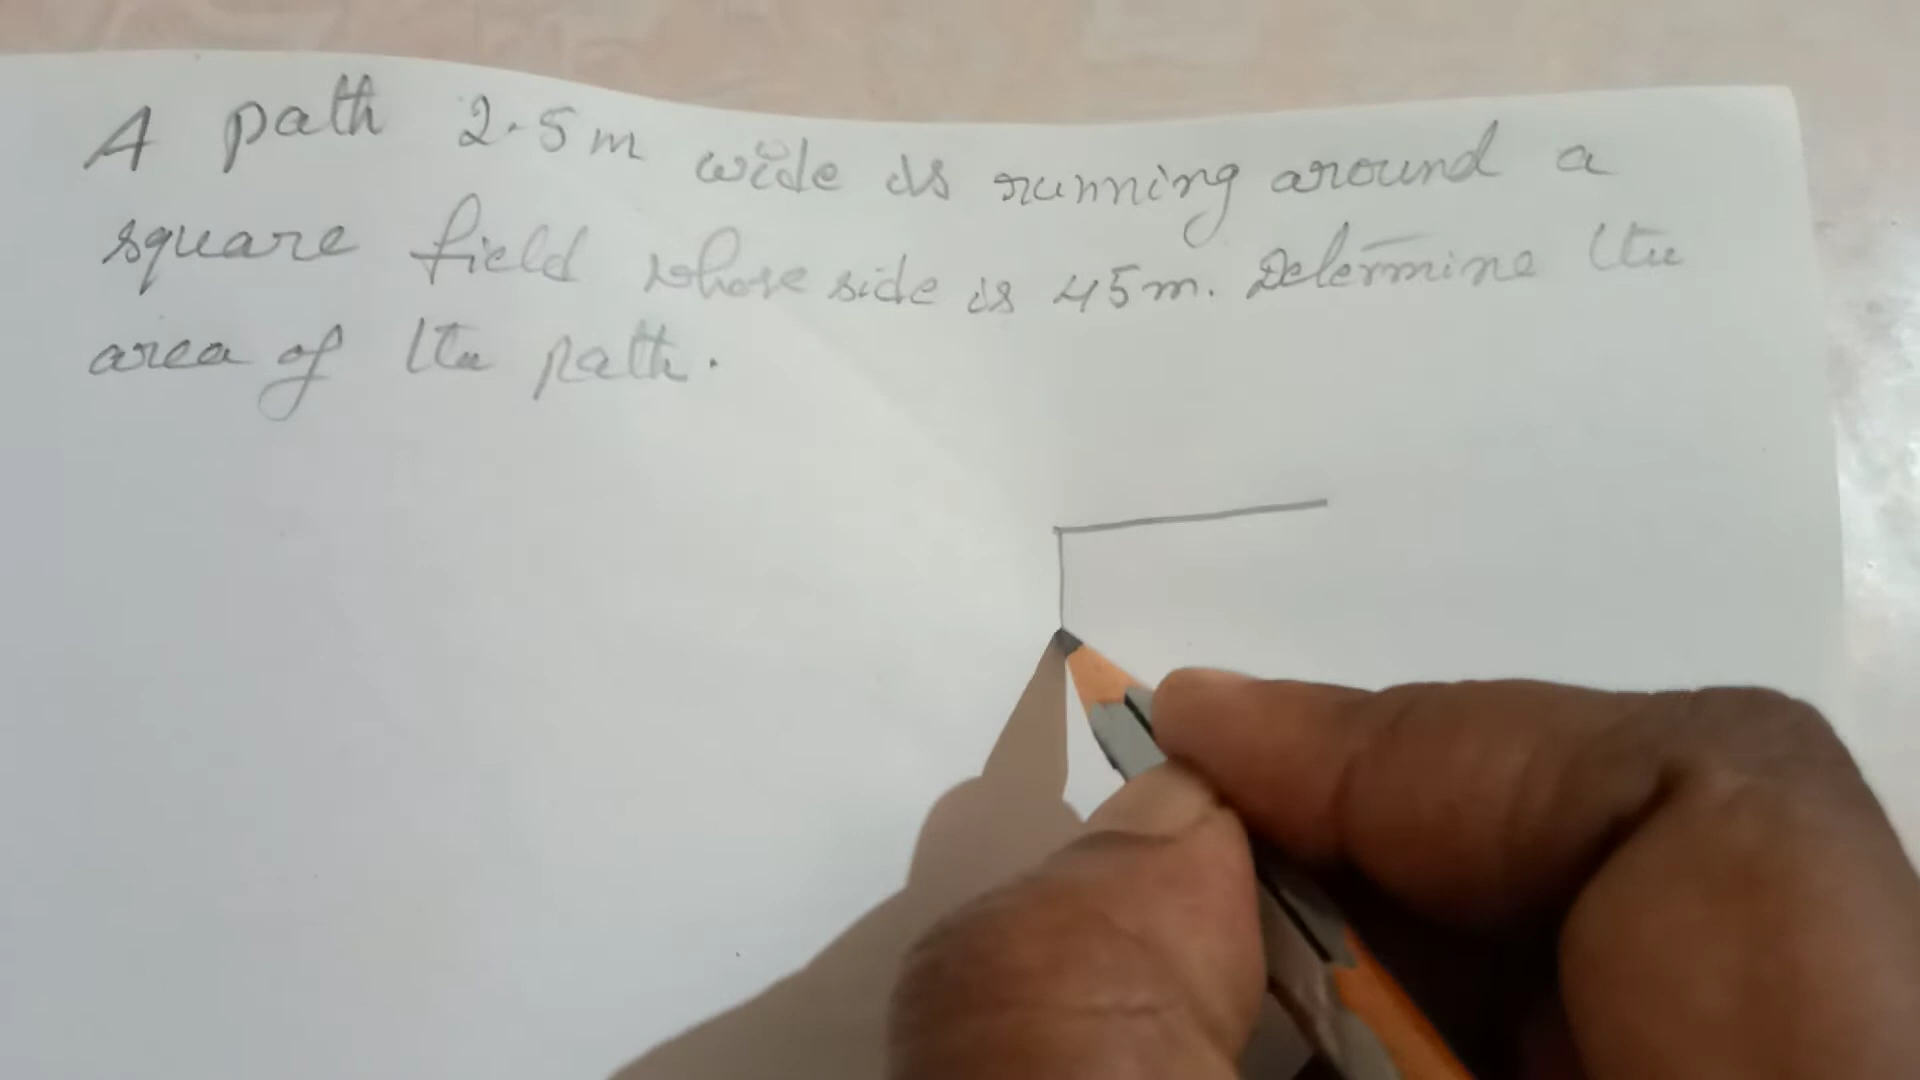 A path 2.5m wide is running around a
square field whose side is 45m. Determine the
area of the path.